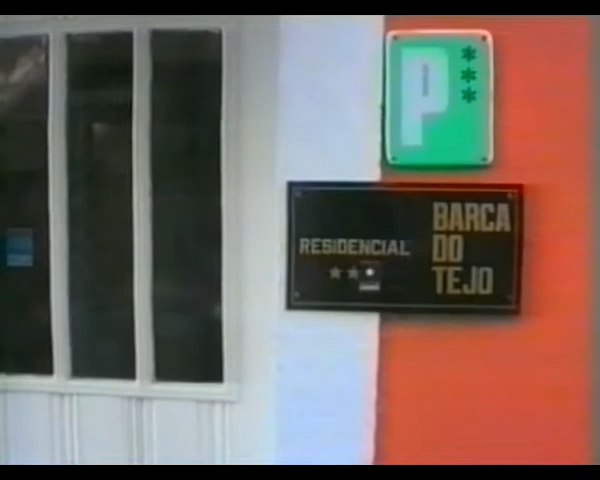 P
***
RESIDENCIAL
BARCA
DO
TEJO